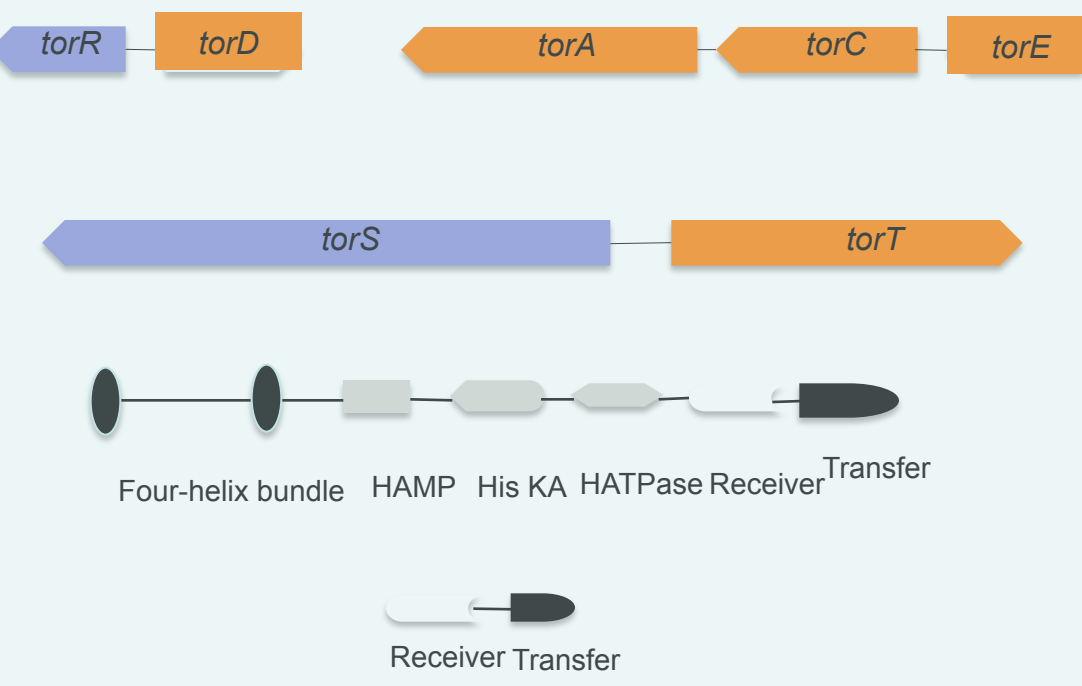 torR torD torA torC torE
torS torT
Four-helix bundle HAMP His KA HATPase Receiver Transfer
Receiver Transfer